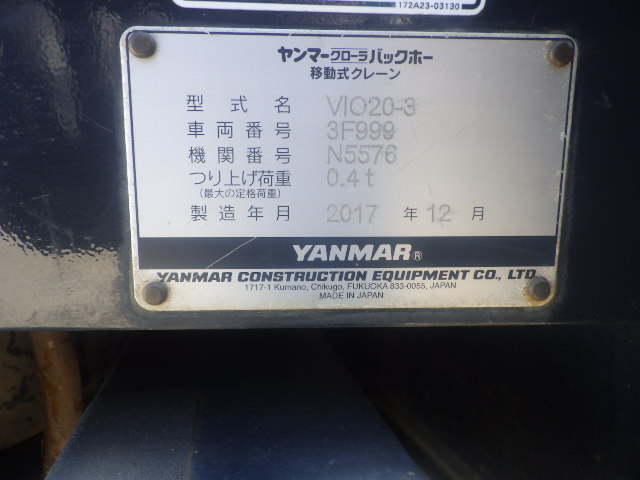 172A23-03130
ヤンマークローラバックホー
移動式クレーン
型式名 VIO20-3
車両番号 3F999
機関番号 N5576
つり上げ荷重 0.4t
(最大の定格荷重)
製造年月 2017 年 12 月
YANMAR®
YANMAR CONSTRUCTION EQUIPMENT CO., LTD.
1717-1 Kumano, Chikugo, FUKUOKA 833-0055, JAPAN
MADE IN JAPAN